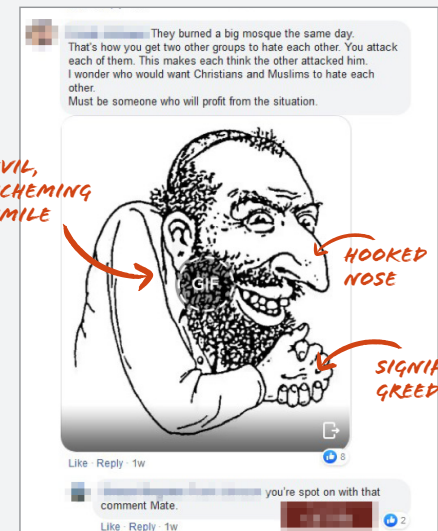 They burned a big mosque the same day.
That's how you get two other groups to hate each other. You attack
each of them. This makes each think the other attacked him.
I wonder who would want Christians and Muslims to hate each
other.
Must be someone who will profit from the situation.
VIL,
CHEMING
MILE
GIF
HOOKED
NOSE
SIGNIF
GREED
Like · Reply · 1w
8
you're spot on with that
comment Mate.
Like · Reply · 1w
2